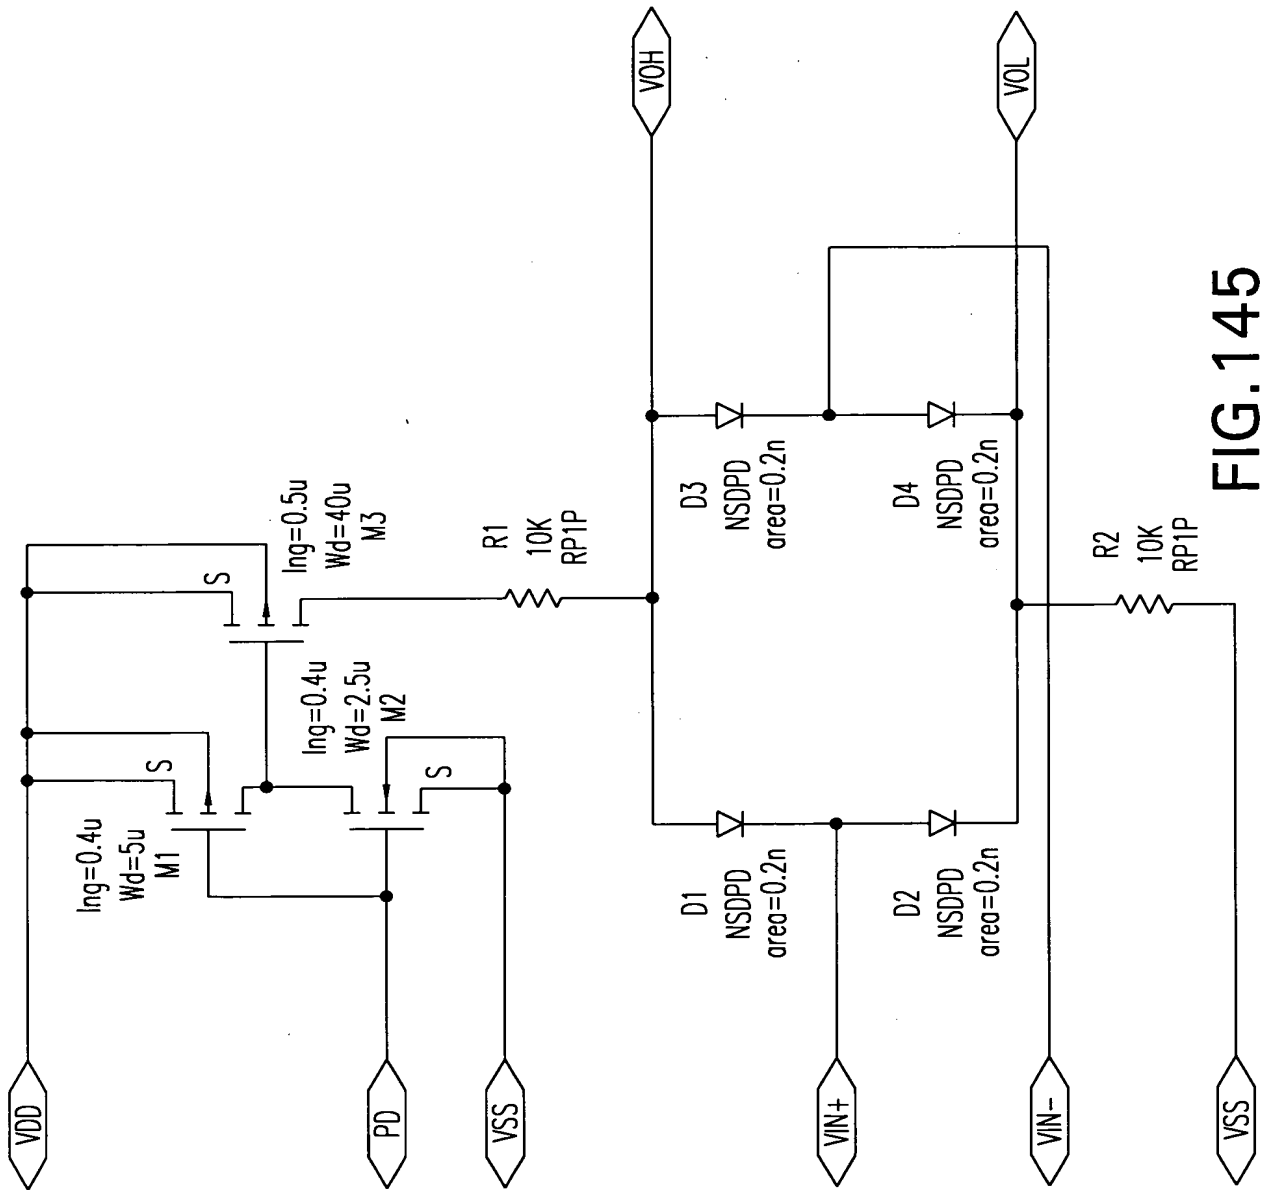 VDD
PD
VSS
VIN+
VIN-
VSS
lng=0.4u
Wd=5u
M1
S
lng=0.4u
Wd=2.5u
M2
S
lng=0.5u
Wd=40u
M3
S
R1
10K
RP1P
D1
NSDPD
area=0.2n
D2
NSDPD
area=0.2n
D3
NSDPD
area=0.2n
D4
NSDPD
area=0.2n
R2
10K
RP1P
VOH
VOL
FIG.145